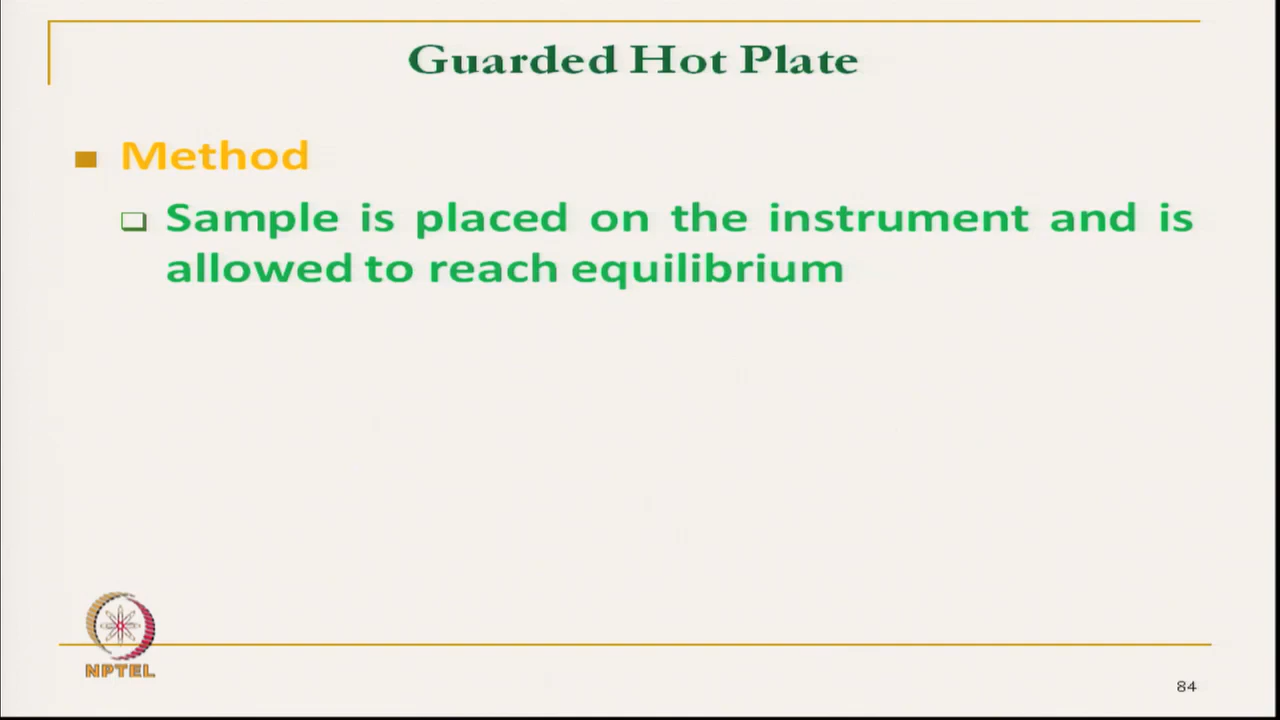 Guarded Hot Plate
Method
Sample is placed on the instrument and is
allowed to reach equilibrium
NPTEL
84